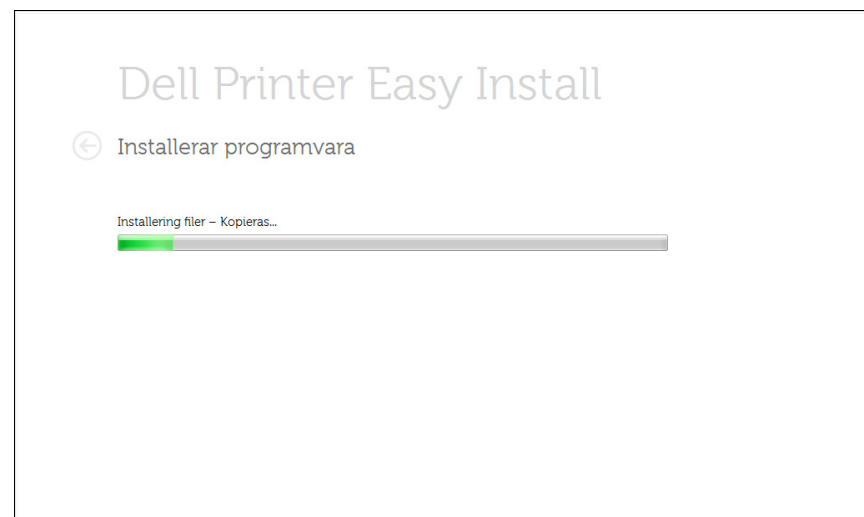 Dell Printer Easy Install
Installerar programvara
Installering filer – Kopieras...